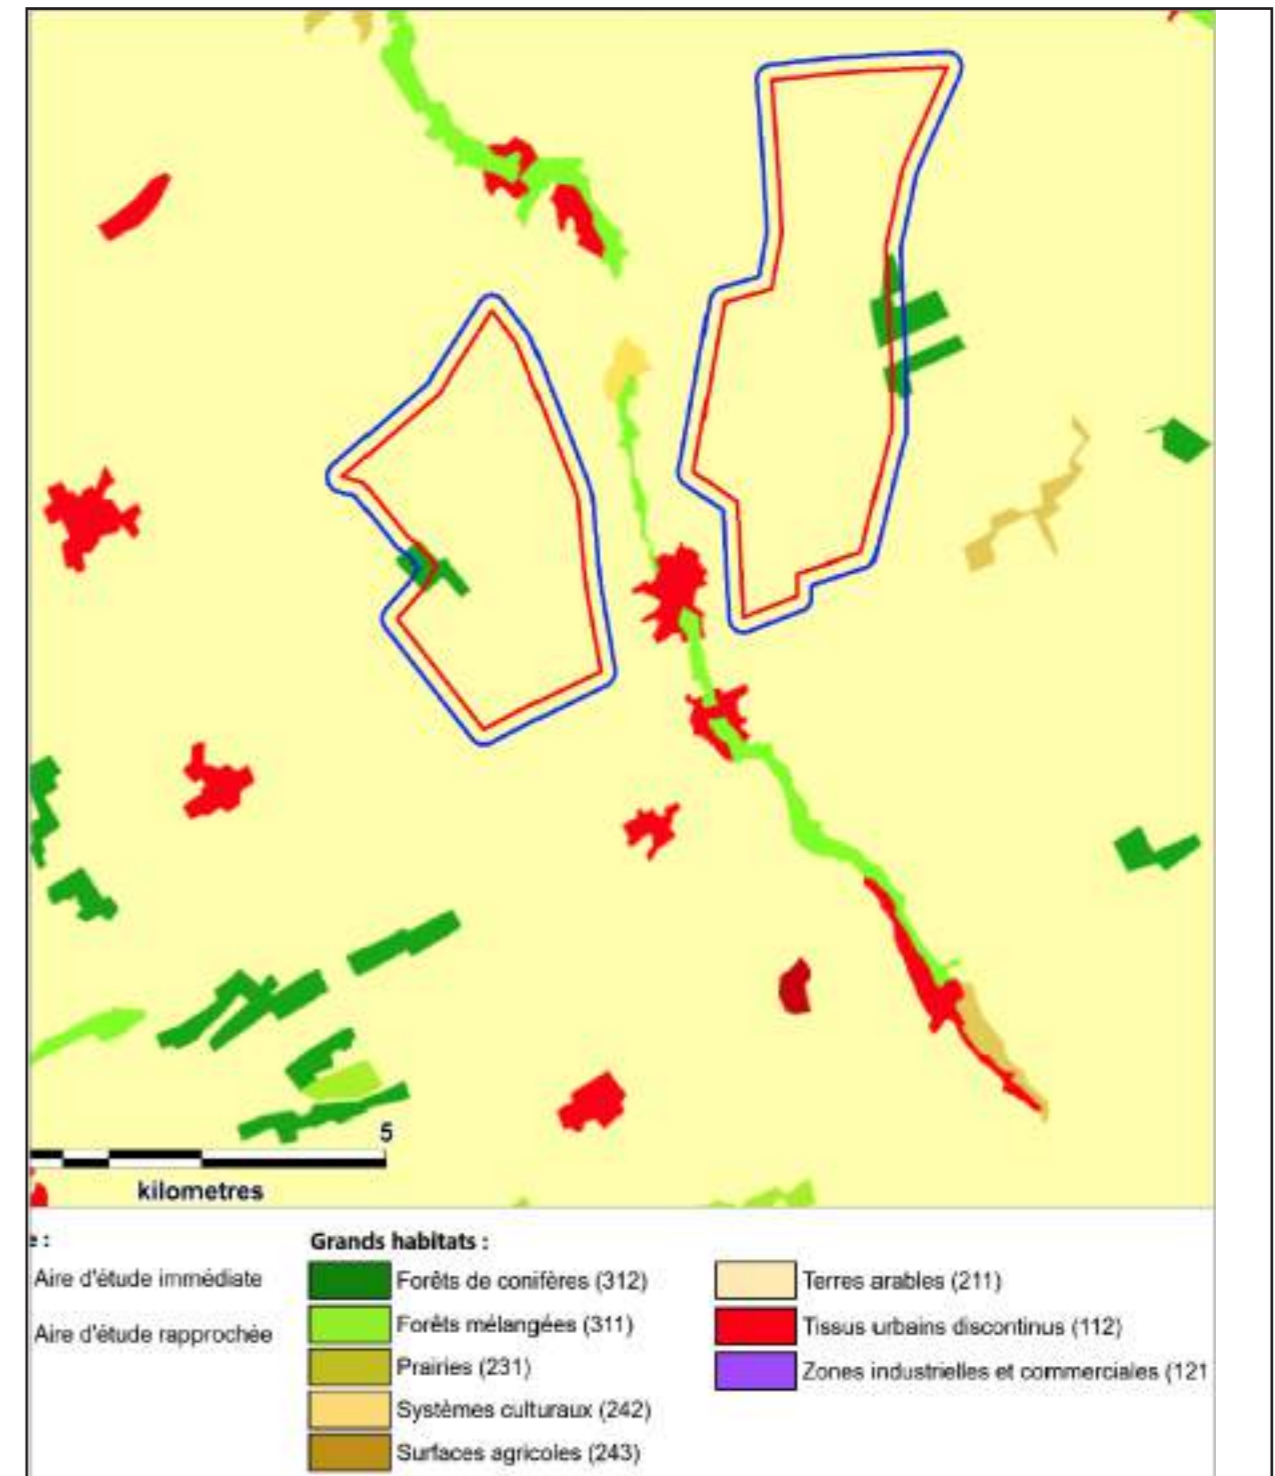 5
kilometres
e :
Aire d'étude immédiate
Aire d'étude rapprochée
Grands habitats :
Forêts de conifères (312)
Forêts mélangées (311)
Prairies (231)
Systèmes culturaux (242)
Surfaces agricoles (243)
Terres arables (211)
Tissus urbains discontinus (112)
Zones industrielles et commerciales (121